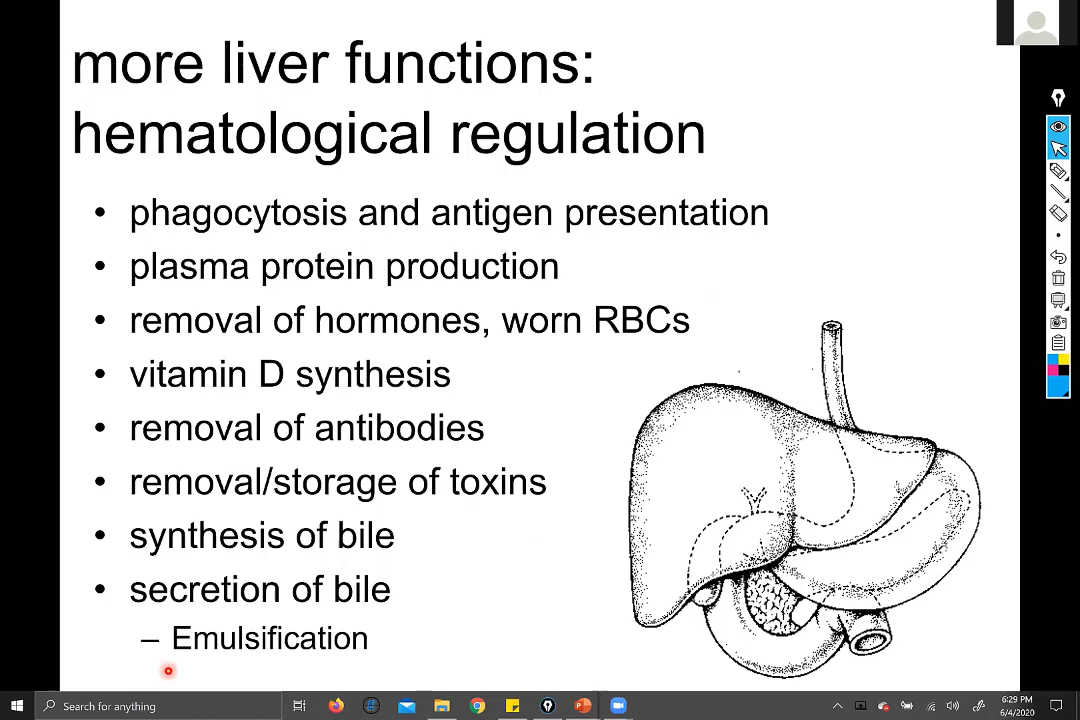 more liver functions:
hematological regulation
• phagocytosis and antigen presentation
• plasma protein production
• removal of hormones, worn RBCs
• vitamin D synthesis
• removal of antibodies
• removal/storage of toxins
• synthesis of bile
• secretion of bile
– Emulsification
Search for anything
6:29 PM
6/4/2020